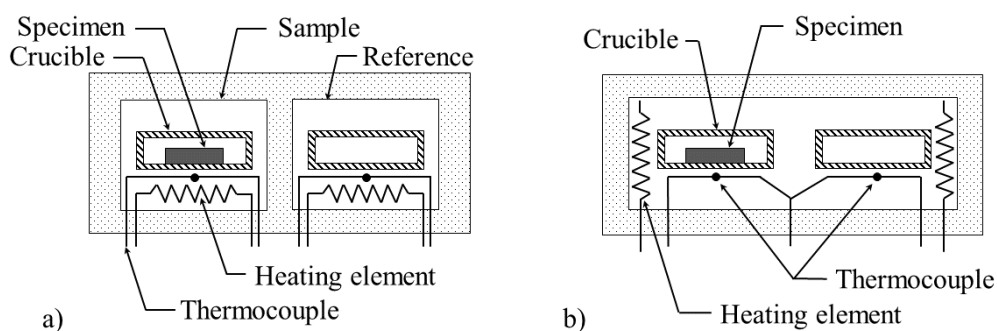 Specimen
Sample
Crucible
Reference
Heating element
Thermocouple
a)
Crucible
Specimen
Thermocouple
Heating element
b)